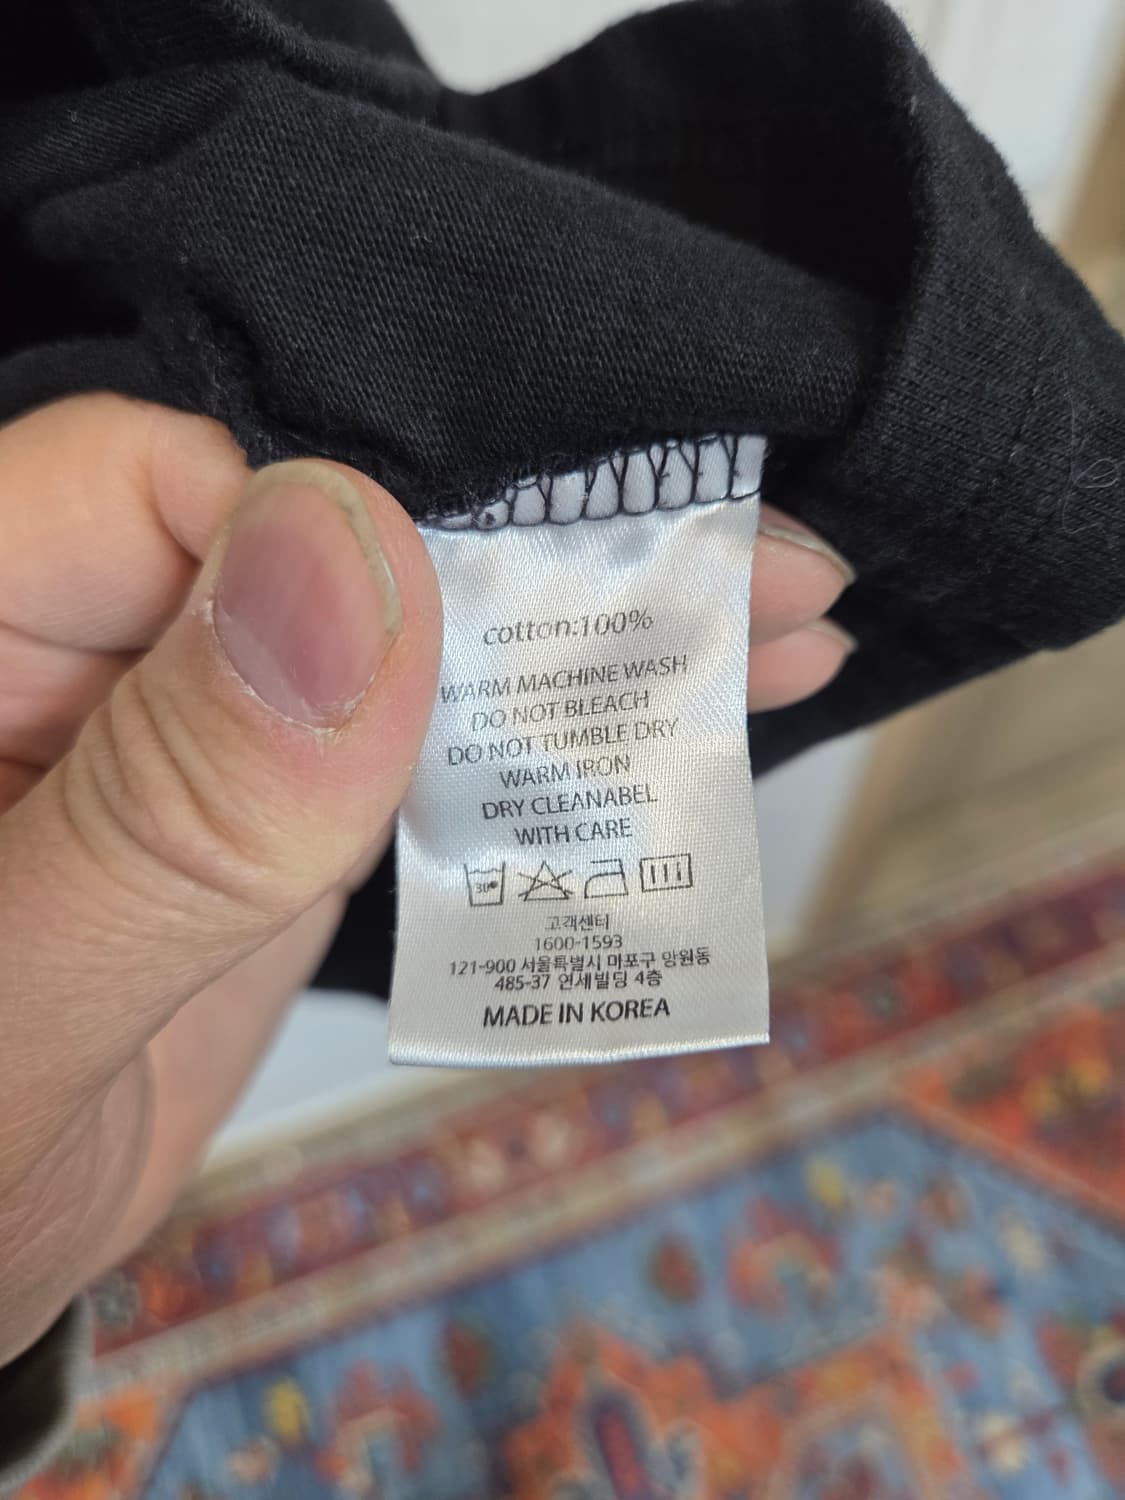 cotton:100%
WARM MACHINE WASH
DO NOT BLEACH
DO NOT TUMBLE DRY
WARM IRON
DRY CLEANABEL
WITH CARE
30°
고객센터
1600-1593
121-900 서울특별시 마포구 망원동
485-37 연세빌딩 4층
MADE IN KOREA